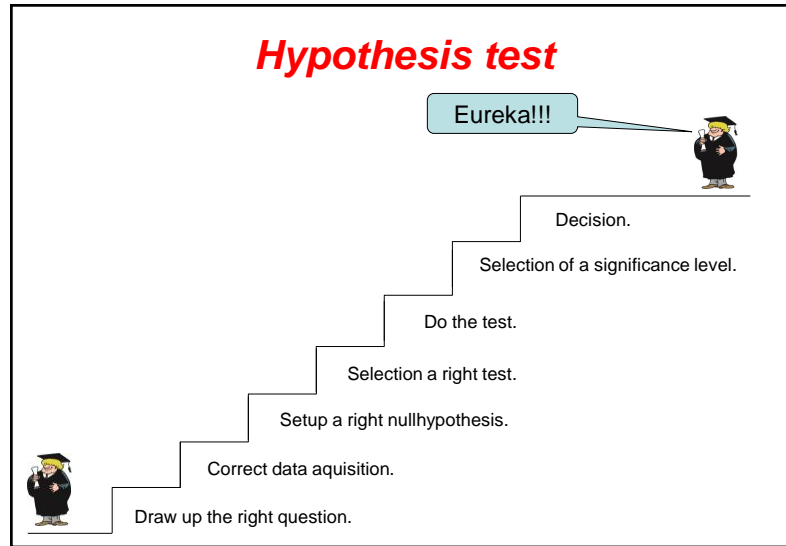 Hypothesis test
Eureka!!!
Decision.
Selection of a significance level.
Do the test.
Selection a right test.
Setup a right nullhypothesis.
Correct data aquisition.
Draw up the right question.